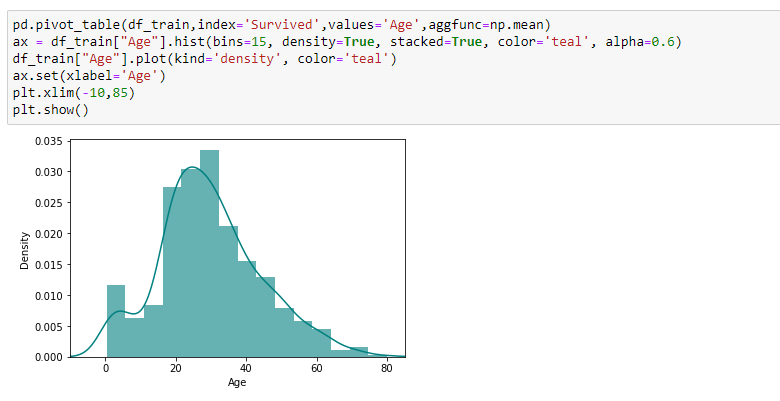 pd.pivot_table(df_train,index='Survived',values='Age',aggfunc=np.mean)
ax = df_train["Age"].hist(bins=15, density=True, stacked=True, color='teal', alpha=0.6)
df_train["Age"].plot(kind='density', color='teal')
ax.set(xlabel='Age')
plt.xlim(-10,85)
plt.show()
0.035
0.030
0.025
0.020
0.015
0.010
0.005
0.000
Density
0 20 40 60 80
Age